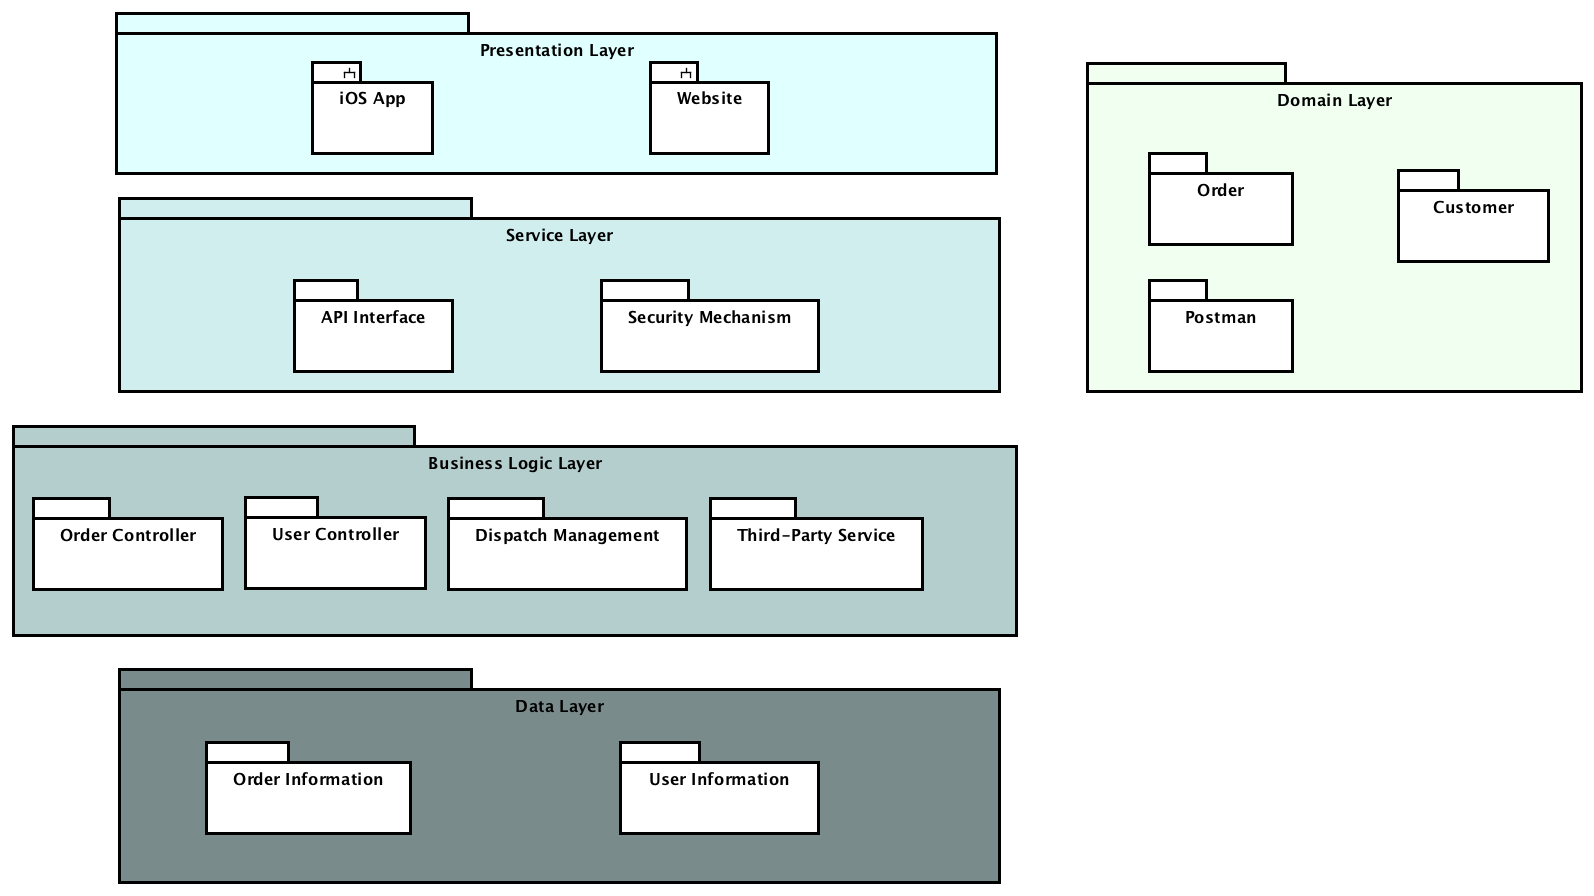 Presentation Layer
iOS App
Website
Service Layer
API Interface
Security Mechanism
Business Logic Layer
Order Controller
User Controller
Dispatch Management
Third-Party Service
Data Layer
Order Information
User Information
Domain Layer
Order
Customer
Postman